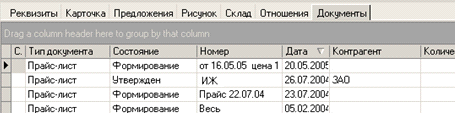 Реквизиты Карточка Предложения Рисунок Склад Отношения Документы
Drag a column header here to group by that column
С. Тип документа Состояние Номер Дата Контрагент Количе
Прайс-лист Формирование от 16.05.05 цена 1 20.05.2005
Прайс-лист Утвержден ИЖ 26.07.2004 ЗАО
Прайс-лист Формирование Прайс 22.07.04 23.07.2004
Прайс-лист Формирование Весь 05.02.2004